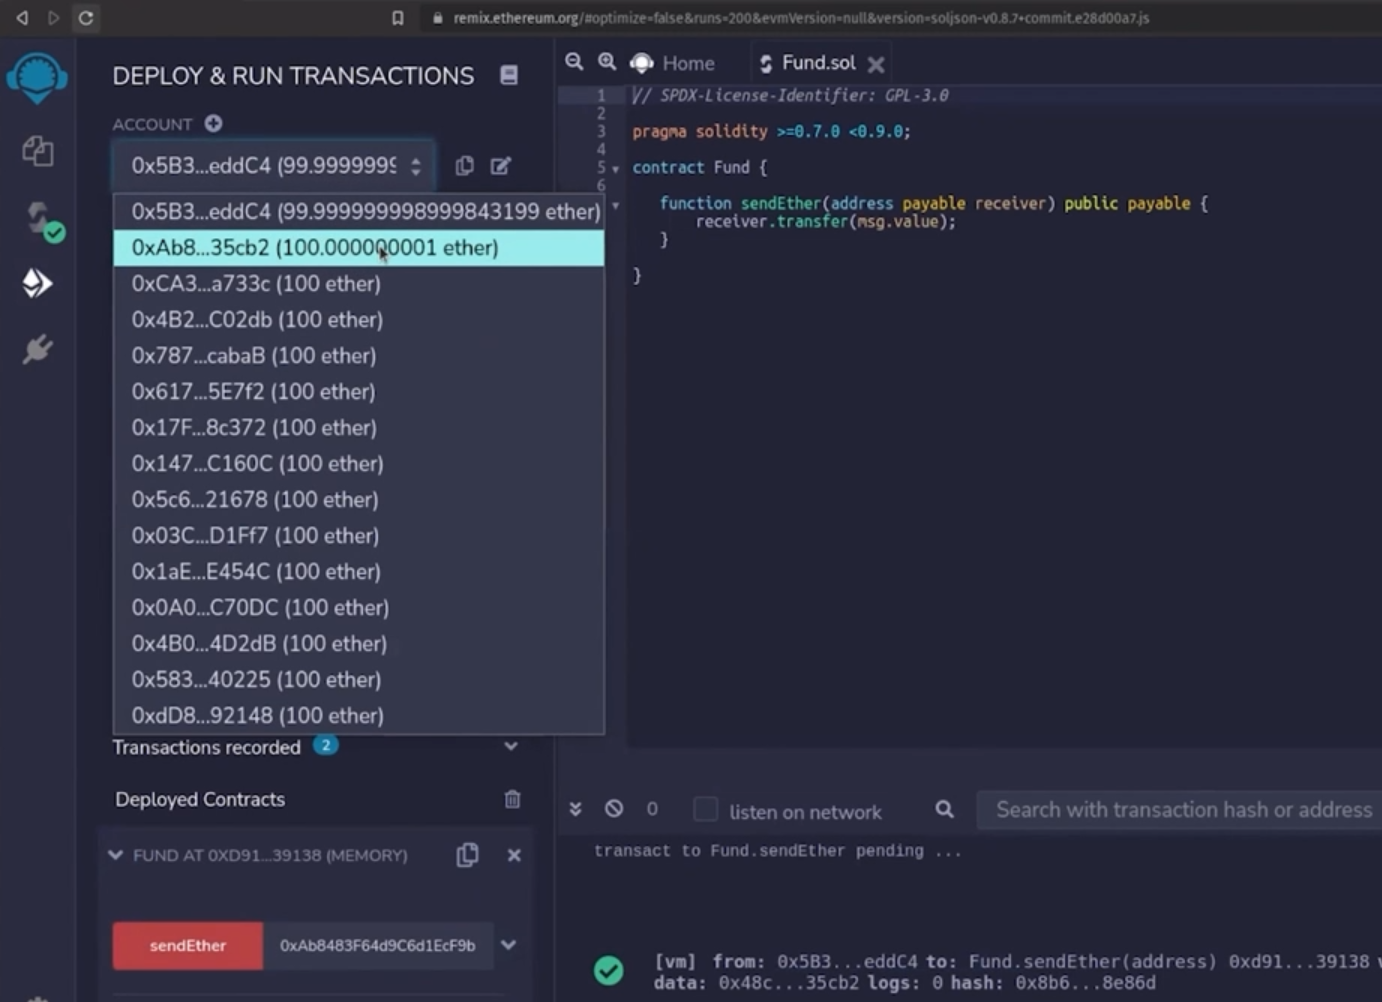 remix.ethereum.org/#optimize=false&runs=200&evmVersion=null&version=soljson-v0.8.7+commit.e28d00a7.js
DEPLOY & RUN TRANSACTIONS
ACCOUNT
0x5B3...eddC4 (99.9999999
0x5B3...eddC4 (99.999999998999843199 ether)
0xAb8...35cb2 (100.000000001 ether)
0xCA3...a733c (100 ether)
0x4B2...C02db (100 ether)
0x787...cabaB (100 ether)
0x617...5E7f2 (100 ether)
0x17F...8c372 (100 ether)
0x147...C160C (100 ether)
0x5c6...21678 (100 ether)
0x03C...D1Ff7 (100 ether)
0x1aE...E454C (100 ether)
0x0A0...C70DC (100 ether)
0x4B0...4D2dB (100 ether)
0x583...40225 (100 ether)
0xdD8...92148 (100 ether)
Transactions recorded 2
Deployed Contracts
FUND AT 0XD91...39138 (MEMORY)
sendEther 0xAb8483F64d9C6d1EcF9b
Home Fund.sol
1 // SPDX-License-Identifier: GPL-3.0
2
3 pragma solidity >=0.7.0 <0.9.0;
4
5 contract Fund {
6
function sendEther(address payable receiver) public payable {
receiver.transfer(msg.value);
}
}
0 listen on network Search with transaction hash or address
transact to Fund.sendEther pending ...
[vm] from: 0x5B3...eddC4 to: Fund.sendEther(address) 0xd91...39138
data: 0x48c...35cb2 logs: 0 hash: 0x8b6...8e86d